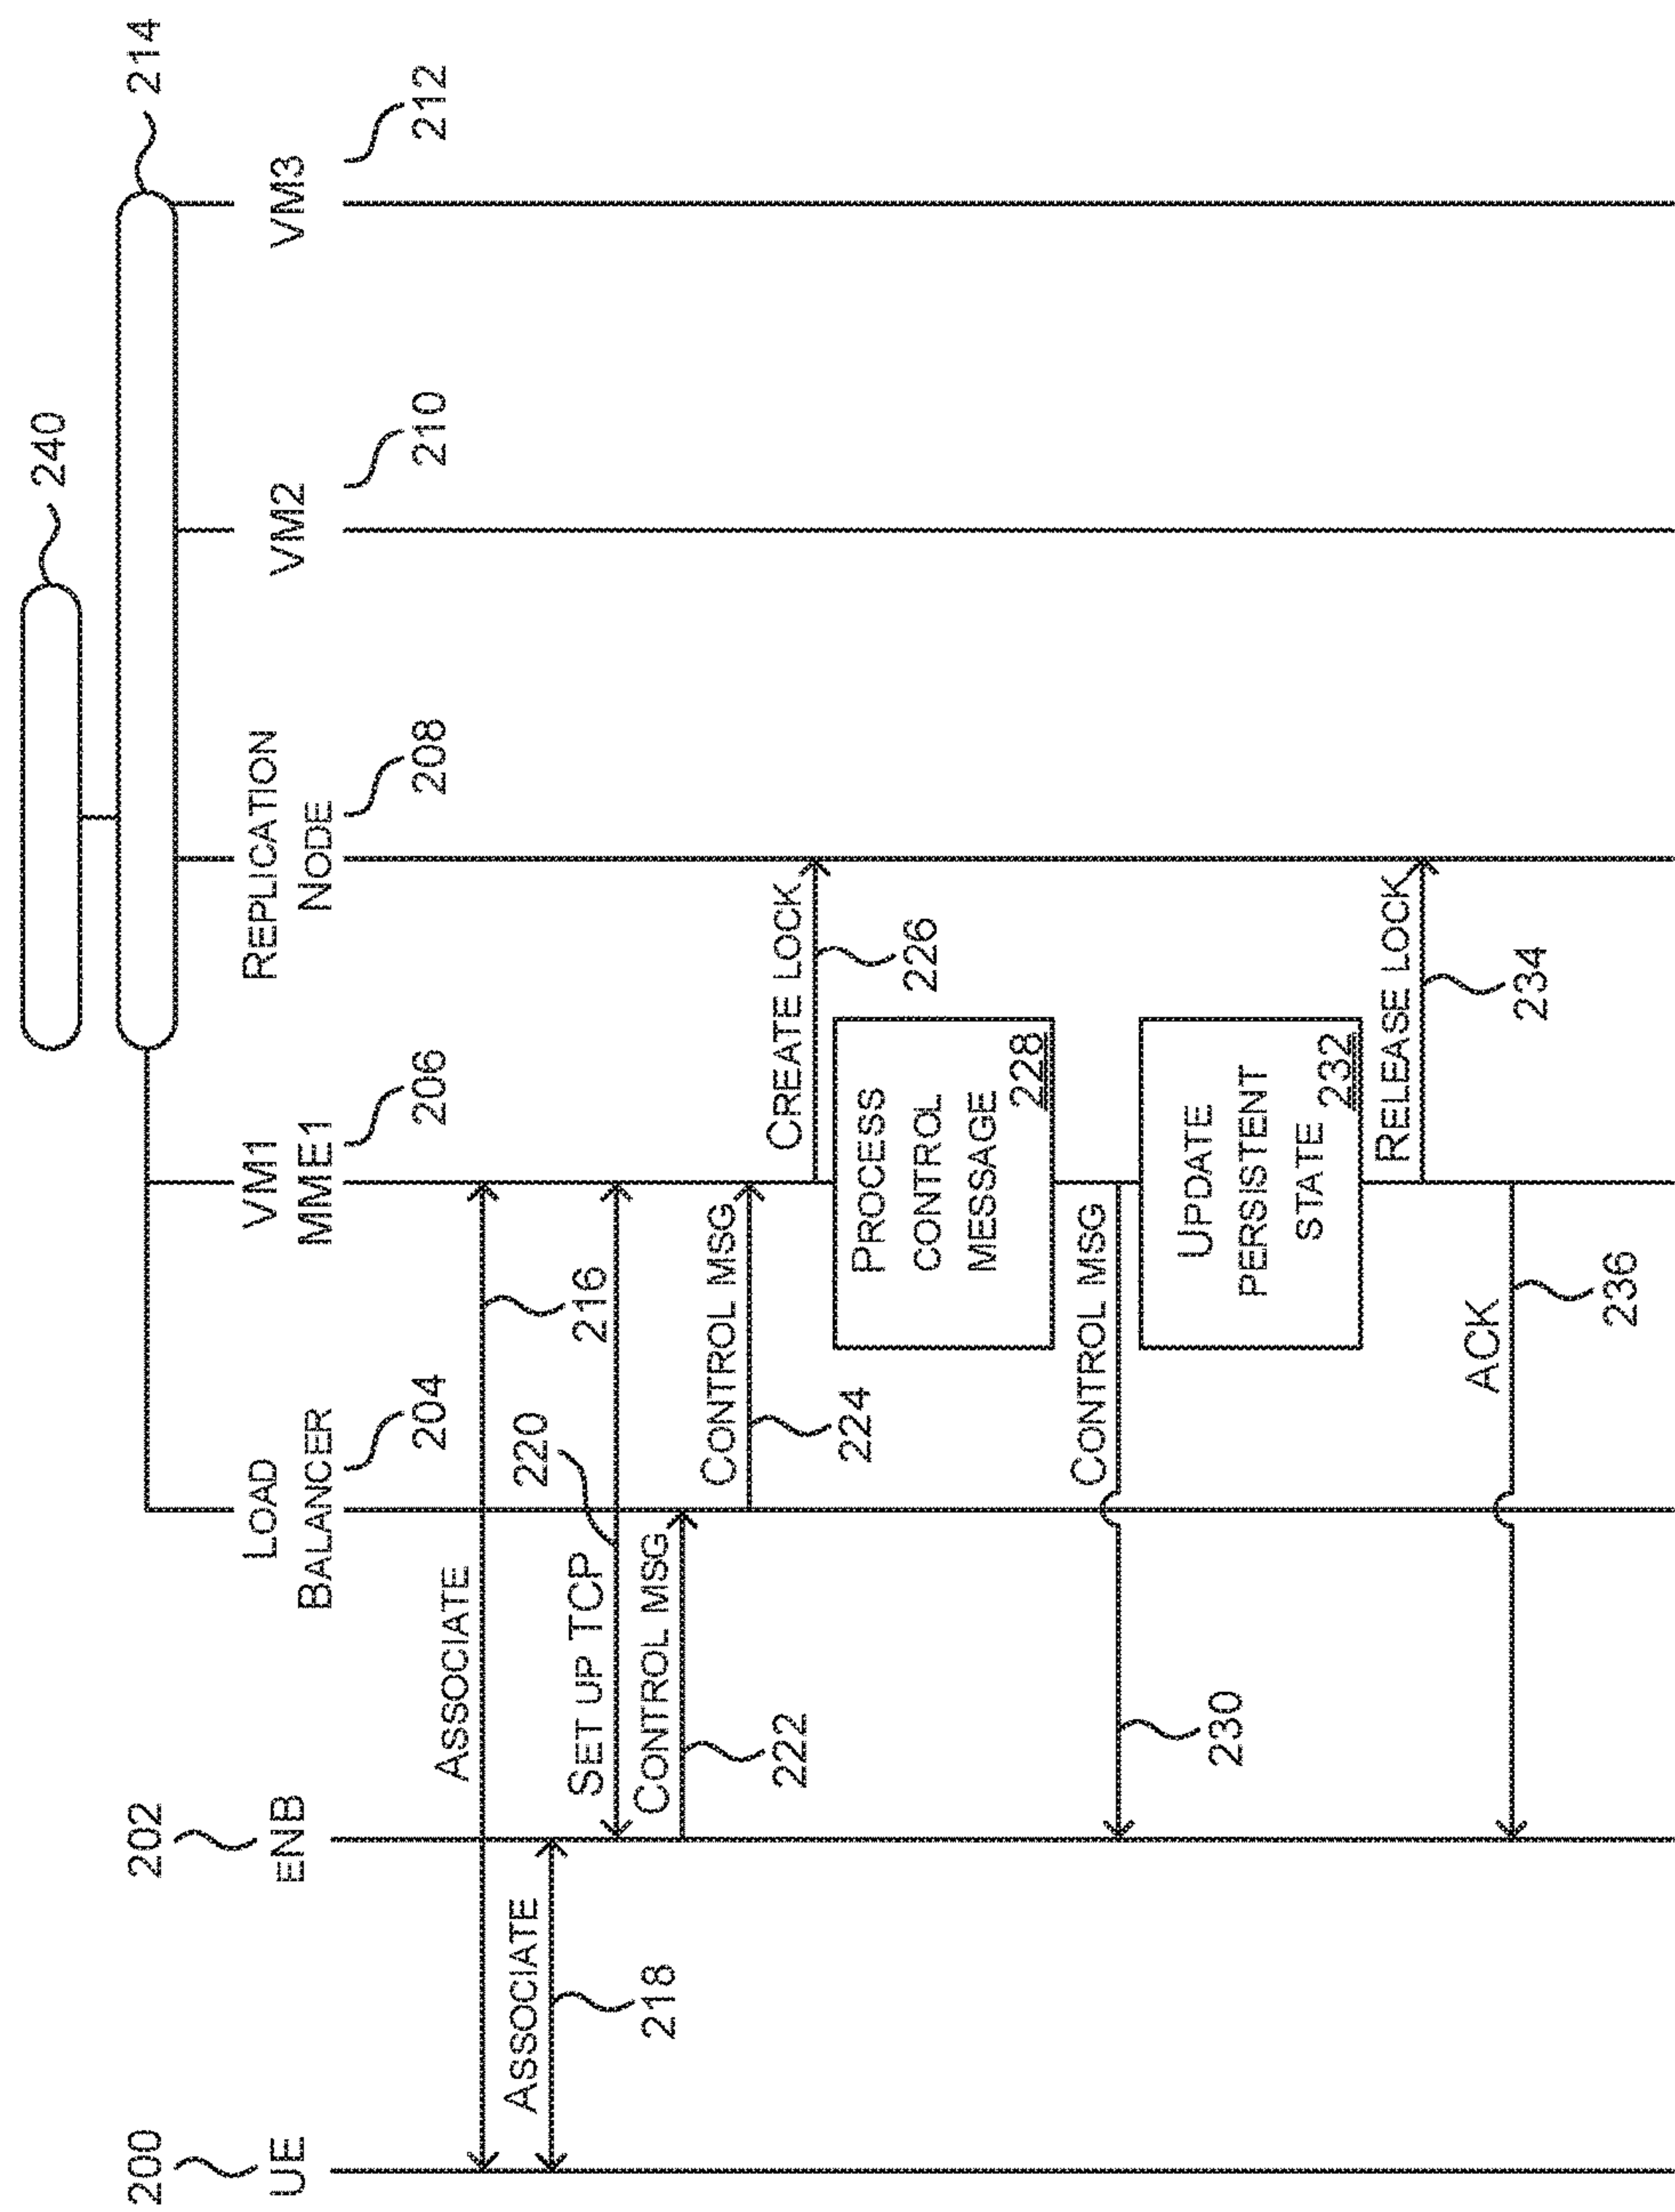 240
214
200
UE
202
eNB
LOAD
BALANCER
204
VM1
MME1
206
REPLICATION
NODE
208
VM2
210
VM3
212
ASSOCIATE
216
ASSOCIATE
218
SET UP TCP
220
CONTROL MSG
222
CONTROL MSG
224
CREATE LOCK
226
PROCESS
CONTROL
MESSAGE
228
CONTROL MSG
230
UPDATE
PERSISTENT
STATE
232
RELEASE LOCK
234
ACK
236